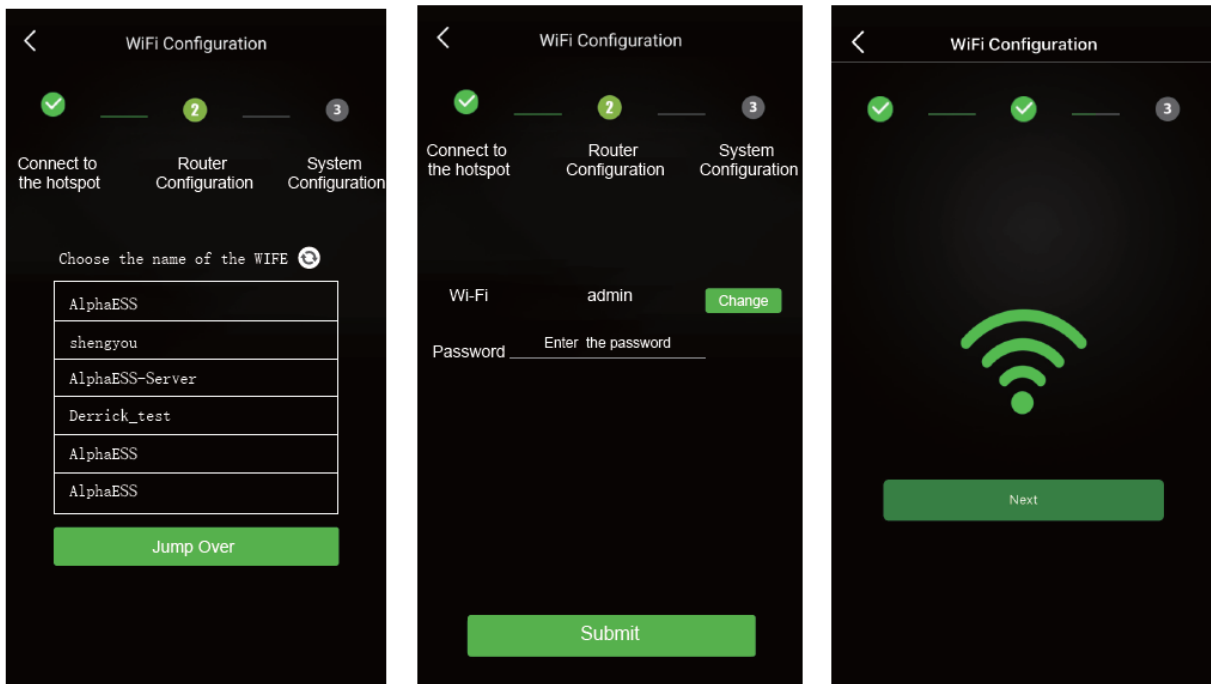 WiFi Configuration
2
3
Connect to
the hotspot
Router
Configuration
System
Configuration
Choose the name of the WIFE
AlphaESS
shengyou
AlphaESS-Server
Derrick_test
AlphaESS
AlphaESS
Jump Over
WiFi Configuration
2
3
Connect to
the hotspot
Router
Configuration
System
Configuration
Wi-Fi admin Change
Password Enter the password
Submit
WiFi Configuration
3
Next